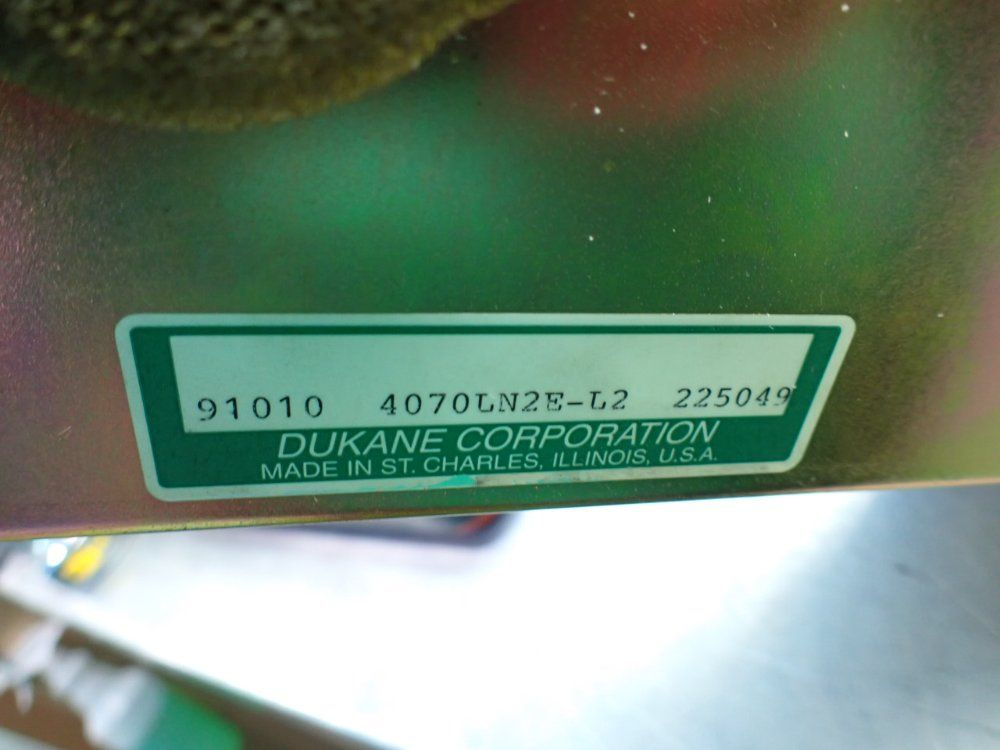 91010 4070LN2E-L2 225049
DUKANE CORPORATION
MADE IN ST. CHARLES, ILLINOIS, U.S.A.